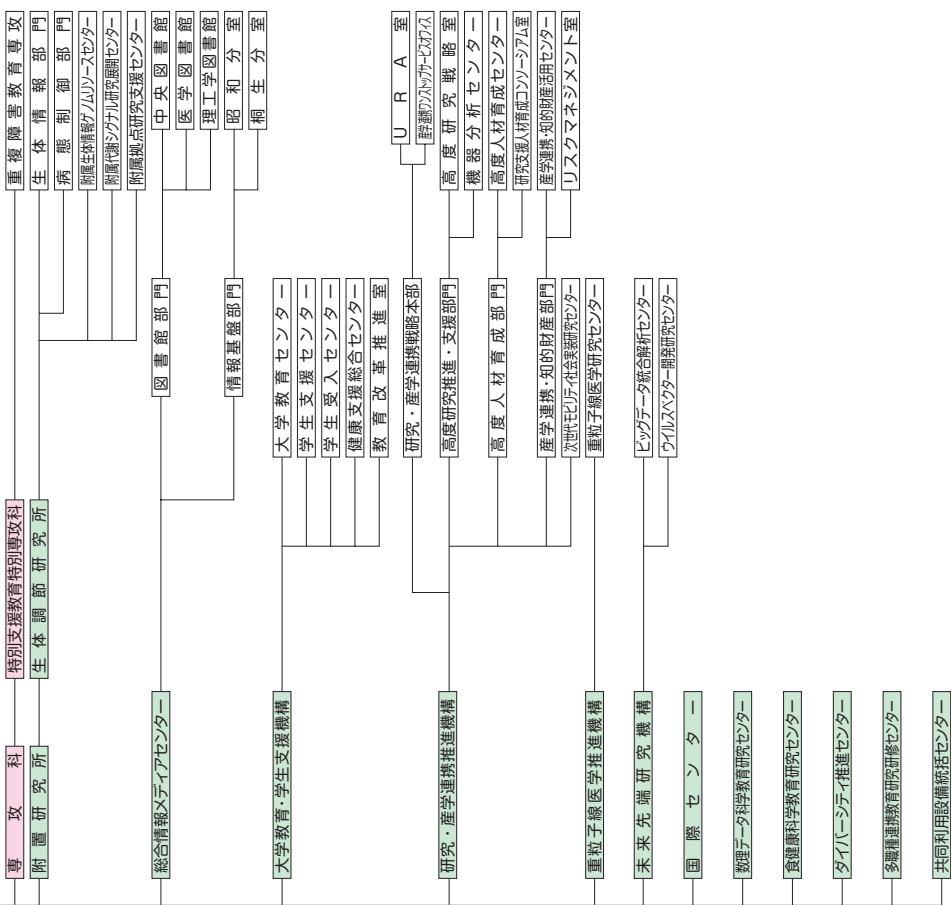 専攻科
特別支援教育特別専攻科
重複障害教育専攻
附置研究所
生体調節研究所
生体情報部門
病態制御部門
附属生体情報ゲノムリソースセンター
附属代謝シグナル研究展開センター
附属拠点研究支援センター
総合情報メディアセンター
図書館部門
中央図書館
医学図書館
理工学図書館
情報基盤部門
昭和分室
桐生分室
大学教育・学生支援機構
大学教育センター
学生支援センター
学生受入センター
健康支援総合センター
教育改革推進室
研究・産学連携推進機構
研究・産学連携戦略本部
URA室
産学連携ワンストップサービスオフィス
高度研究推進・支援部門
高度研究戦略室
機器分析センター
高度人材育成部門
高度人材育成センター
研究支援人材育成コンソーシアム室
産学連携・知的財産部門
産学連携・知的財産活用センター
リスクマネジメント室
次世代モビリティ社会実装研究センター
重粒子線医学推進機構
重粒子線医学研究センター
未来先端研究機構
ビッグデータ統合解析センター
ウイルスベクター開発研究センター
国際センター
数理データ科学教育研究センター
食健康科学教育研究センター
ダイバーシティ推進センター
多職種連携教育研究研修センター
共同利用設備統括センター